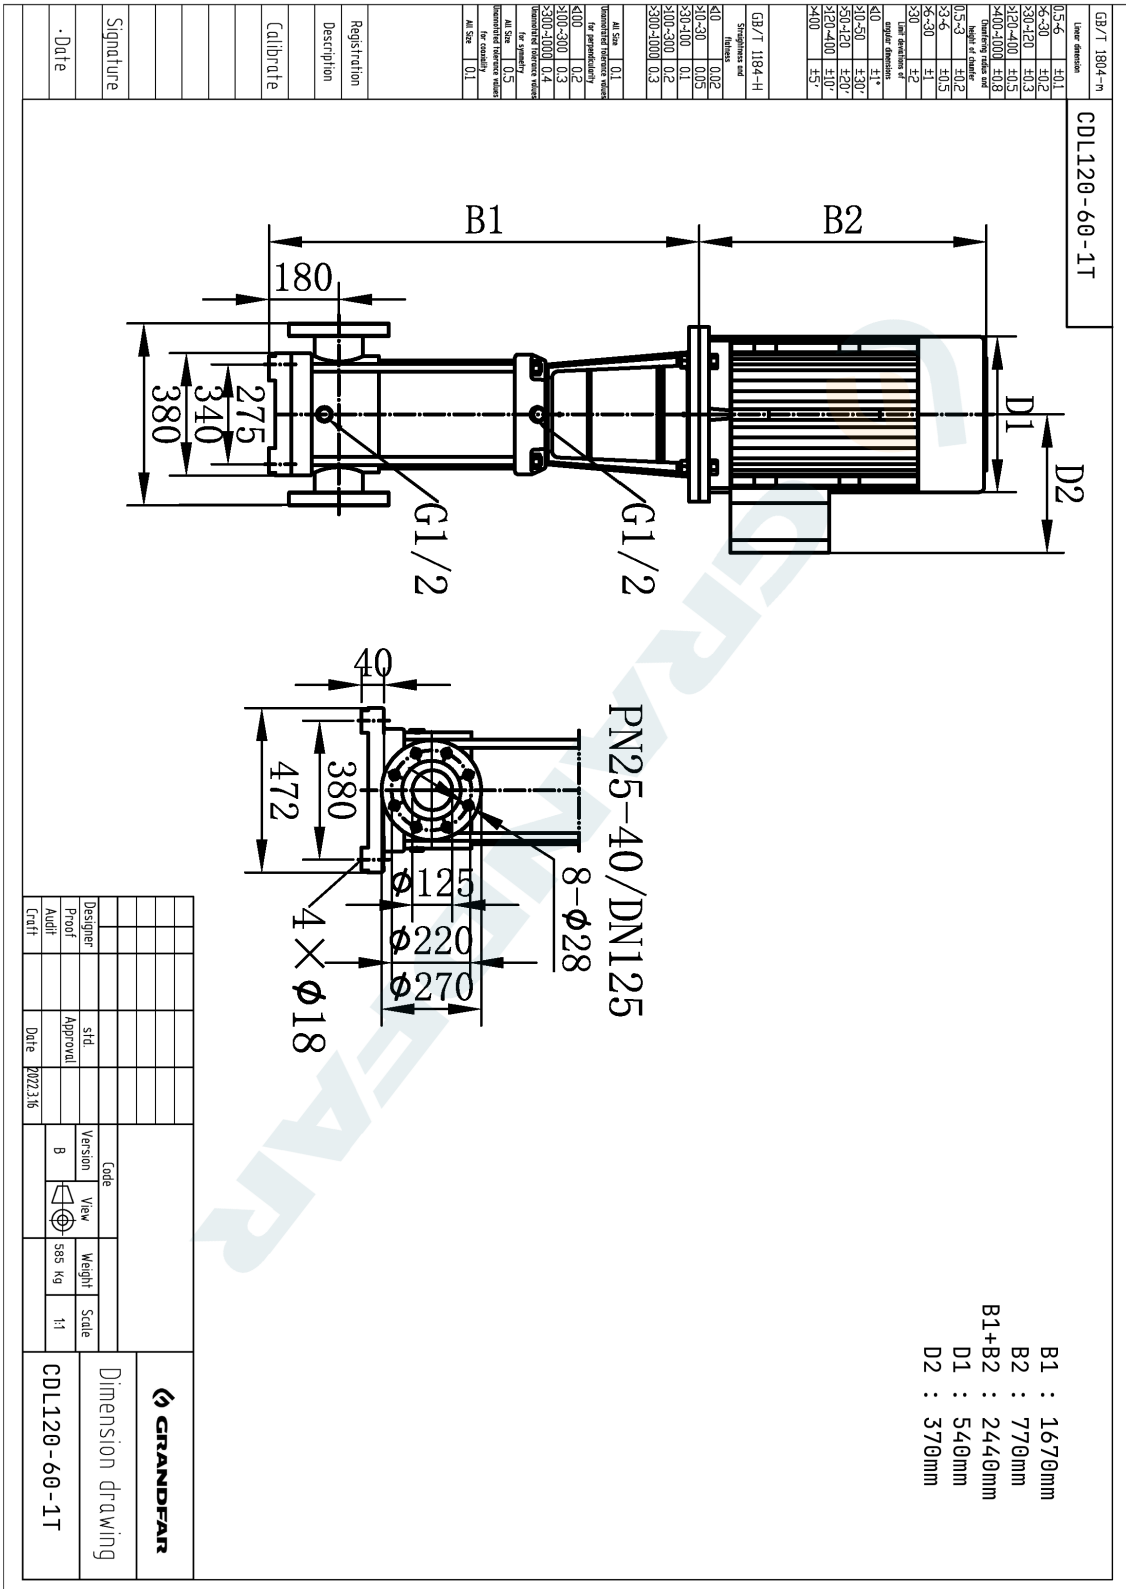 CDL120-60-1T
GB/T 1804-m
Linear dimension
0.5~6 ±0.1
>6~30 ±0.2
>30~120 ±0.3
>120~400 ±0.5
>400~1000 ±0.8
Chamfering radius and
height of chamfer
0.5~3 ±0.2
>3~6 ±0.5
>6~30 ±1
>30 ±2
Limit deviations of
angular dimensions
≤10 ±1°
>10~50 ±30′
>50~120 ±20′
>120~400 ±10′
>400 ±5′
GB/T 1184-H
Straightness and
flatness
≤10 0.02
>10~30 0.05
>30~100 0.1
>100~300 0.2
>300~1000 0.3
All Size 0.1
Unannotated tolerance values
for perpendicularity
≤100 0.2
>100~300 0.3
>300~1000 0.4
Unannotated tolerance values
for symmetry
All Size 0.5
Unannotated tolerance values
for coaxiality
All Size 0.1
Registration
Description
Calibrate
Signature
·Date
B1
B2
180
D1
D2
275
340
380
G1/2
G1/2
PN25-40/DN125
40
380
472
8-ϕ28
ϕ125
ϕ220
ϕ270
4×ϕ18
B1 : 1670mm
B2 : 770mm
B1+B2 : 2440mm
D1 : 540mm
D2 : 370mm
GRANDFAR
Designer std.
Proof Approval
Audit
Craft Date 2022.3.16
Code
Version View Weight Scale
B 585 Kg 1:1
GRANDFAR
Dimension drawing
CDL120-60-1T